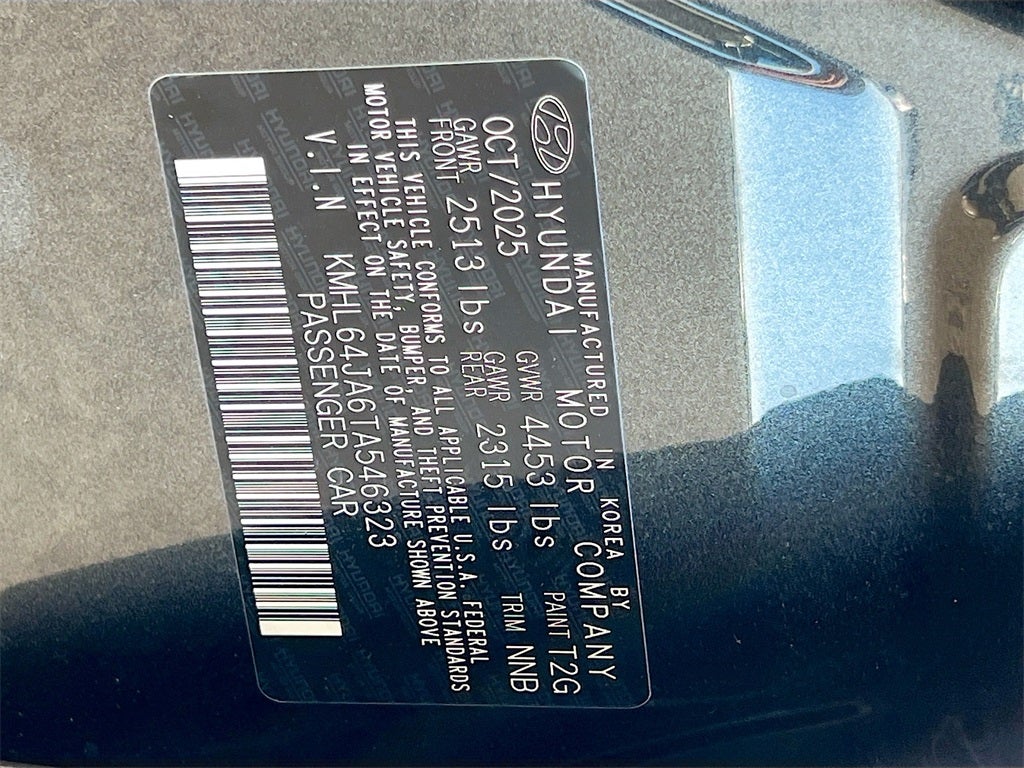 MANUFACTURED IN KOREA BY
HYUNDAI MOTOR COMPANY
OCT/2025 GVWR 4453 lbs PAINT T2G
GAWR FRONT 2513 lbs GAWR REAR 2315 lbs TRIM NNB
THIS VEHICLE CONFORMS TO ALL APPLICABLE U.S.A. FEDERAL
MOTOR VEHICLE SAFETY, BUMPER, AND THEFT PREVENTION STANDARDS
IN EFFECT ON THE DATE OF MANUFACTURE SHOWN ABOVE
V.I.N KMHL64JA6TA546323
PASSENGER CAR